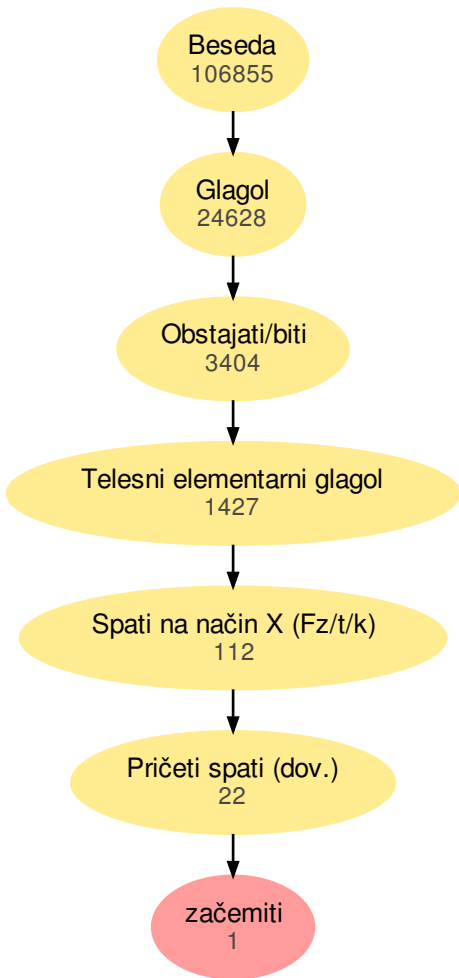 Beseda
106855
Glagol
24628
Obstajati/biti
3404
Telesni elementarni glagol
1427
Spati na način X (Fz/t/k)
112
Pričeti spati (dov.)
22
začemiti
1